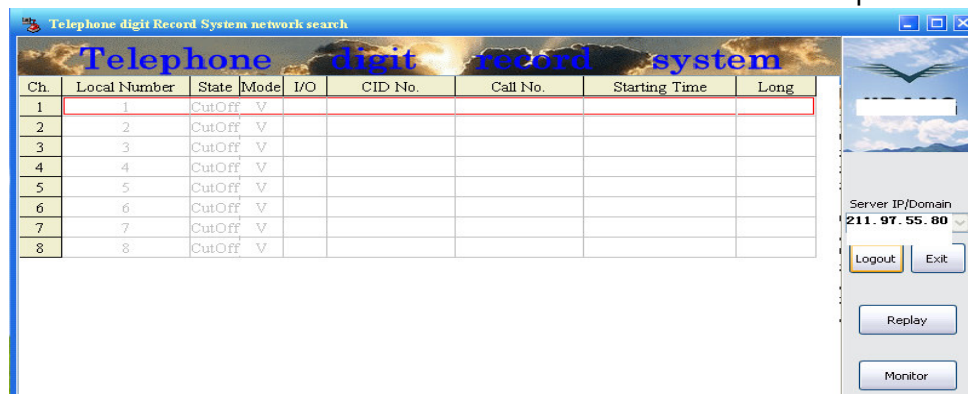 Telephone digit Record System network search
Telephone digit record system
Ch. Local Number State Mode I/O CID No. Call No. Starting Time Long
1 1 CutOff V
2 2 CutOff V
3 3 CutOff V
4 4 CutOff V
5 5 CutOff V
6 6 CutOff V
7 7 CutOff V
8 8 CutOff V
Server IP/Domain
211.97.55.80
Logout Exit
Replay
Monitor